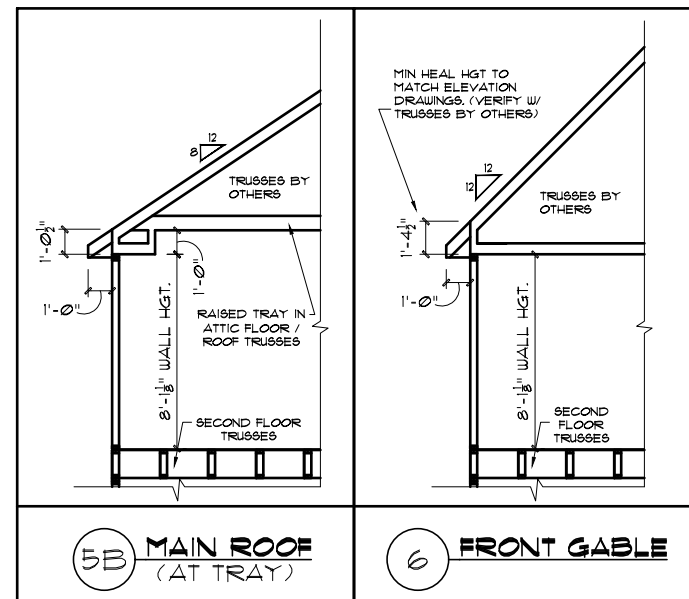 12
8
TRUSSES BY
OTHERS
1'-0½"
1'-0"
1'-0"
RAISED TRAY IN
ATTIC FLOOR /
ROOF TRUSSES
8'-1⅛" WALL HGT.
SECOND FLOOR
TRUSSES
5B MAIN ROOF
(AT TRAY)
MIN HEAL HGT TO
MATCH ELEVATION
DRAWINGS. (VERIFY W/
TRUSSES BY OTHERS)
12
12
TRUSSES BY
OTHERS
1'-4½"
1'-0"
8'-1⅛" WALL HGT.
SECOND
FLOOR
TRUSSES
6 FRONT GABLE